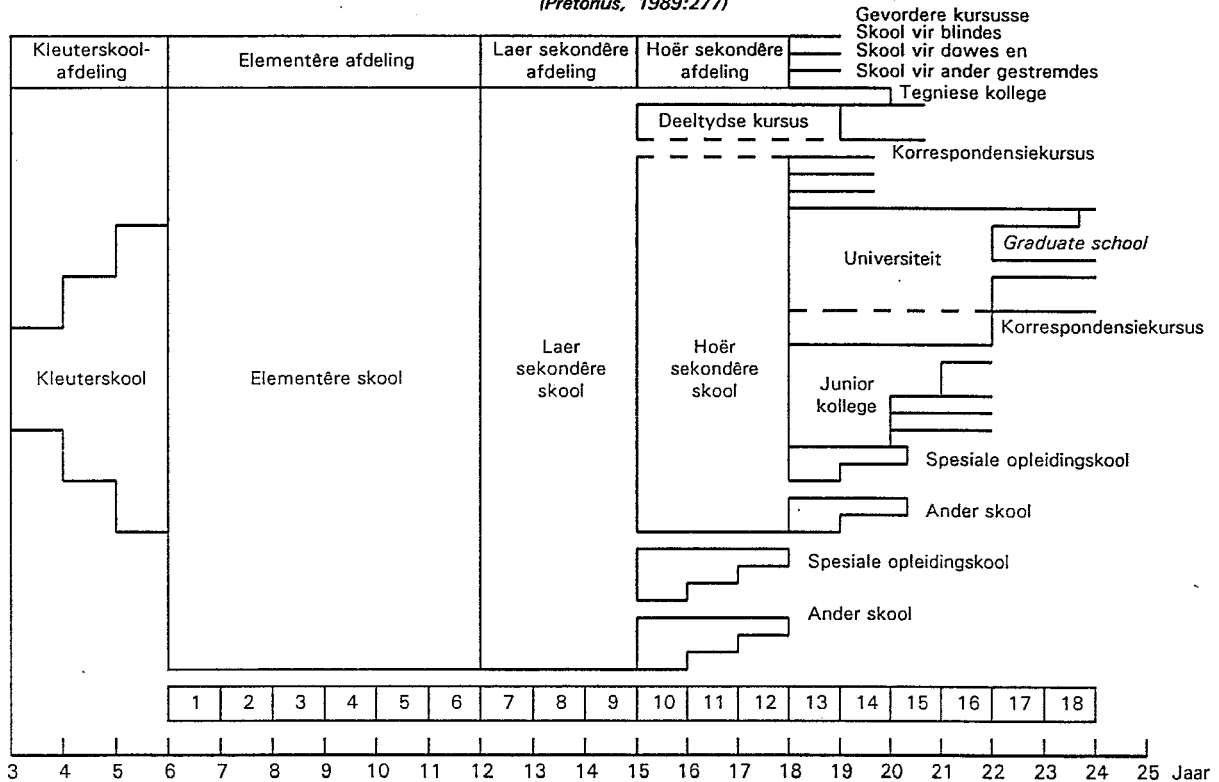 (Pretorius, 1989:277)
Gevordere kursusse
Skool vir blindes
Skool vir dowes en
Skool vir ander gestremdes
Kleuterskool-
afdeling
Elementêre afdeling
Laer sekondêre
afdeling
Hoër sekondêre
afdeling
Tegniese kollege
Deeltydse kursus
Korrespondensiekursus
Graduate school
Universiteit
Korrespondensiekursus
Kleuterskool
Elementêre skool
Laer
sekondêre
skool
Hoër
sekondêre
skool
Junior
kollege
Spesiale opleidingskool
Ander skool
Spesiale opleidingskool
Ander skool
1 2 3 4 5 6 7 8 9 10 11 12 13 14 15 16 17 18
3 4 5 6 7 8 9 10 11 12 13 14 15 16 17 18 19 20 21 22 23 24 25 Jaar